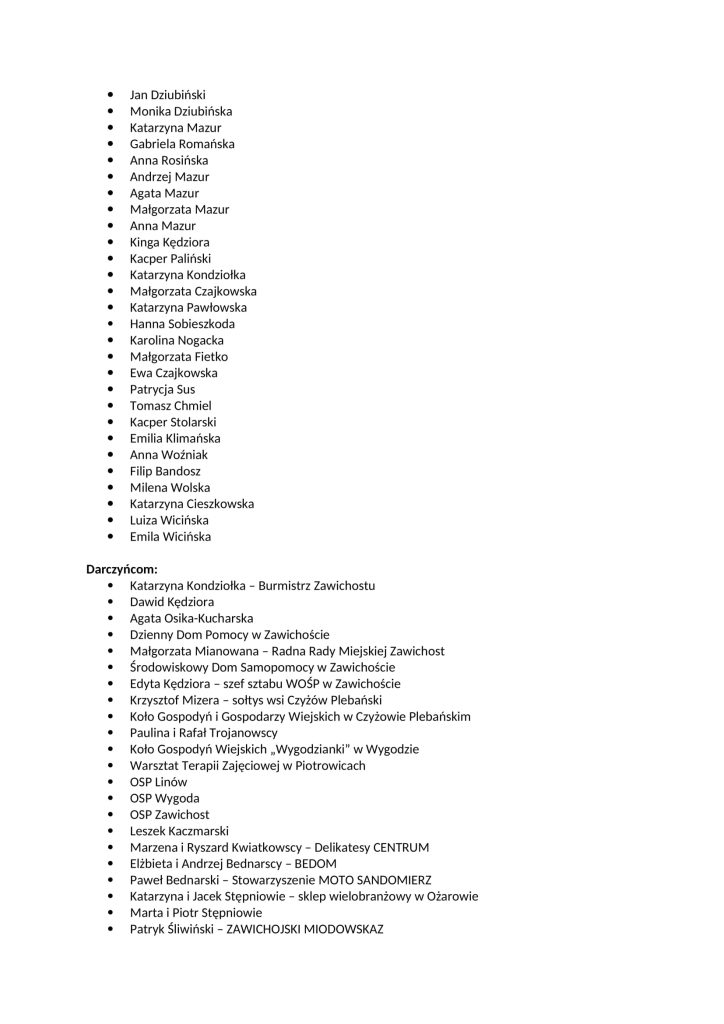 • Jan Dziubiński
• Monika Dziubińska
• Katarzyna Mazur
• Gabriela Romańska
• Anna Rosińska
• Andrzej Mazur
• Agata Mazur
• Małgorzata Mazur
• Anna Mazur
• Kinga Kędziora
• Kacper Paliński
• Katarzyna Kondziołka
• Małgorzata Czajkowska
• Katarzyna Pawłowska
• Hanna Sobieszkoda
• Karolina Nogacka
• Małgorzata Fietko
• Ewa Czajkowska
• Patrycja Sus
• Tomasz Chmiel
• Kacper Stolarski
• Emilia Klimańska
• Anna Woźniak
• Filip Bandosz
• Milena Wolska
• Katarzyna Cieszkowska
• Luiza Wicińska
• Emila Wicińska
Darczyńcom:
• Katarzyna Kondziołka – Burmistrz Zawichostu
• Dawid Kędziora
• Agata Osika-Kucharska
• Dzienny Dom Pomocy w Zawichoście
• Małgorzata Mianowana – Radna Rady Miejskiej Zawichost
• Środowiskowy Dom Samopomocy w Zawichoście
• Edyta Kędziora – szef sztabu WOŚP w Zawichoście
• Krzysztof Mizera – sołtys wsi Czyżów Plebański
• Koło Gospodyń i Gospodarzy Wiejskich w Czyżowie Plebańskim
• Paulina i Rafał Trojanowscy
• Koło Gospodyń Wiejskich „Wygodzianki” w Wygodzie
• Warsztat Terapii Zajęciowej w Piotrowicach
• OSP Linów
• OSP Wygoda
• OSP Zawichost
• Leszek Kaczmarski
• Marzena i Ryszard Kwiatkowscy – Delikatesy CENTRUM
• Elżbieta i Andrzej Bednarscy – BEDOM
• Paweł Bednarski – Stowarzyszenie MOTO SANDOMIERZ
• Katarzyna i Jacek Stępniowie – sklep wielobranżowy w Ożarowie
• Marta i Piotr Stępniowie
• Patryk Śliwiński – ZAWICHOJSKI MIODOWSKAZ